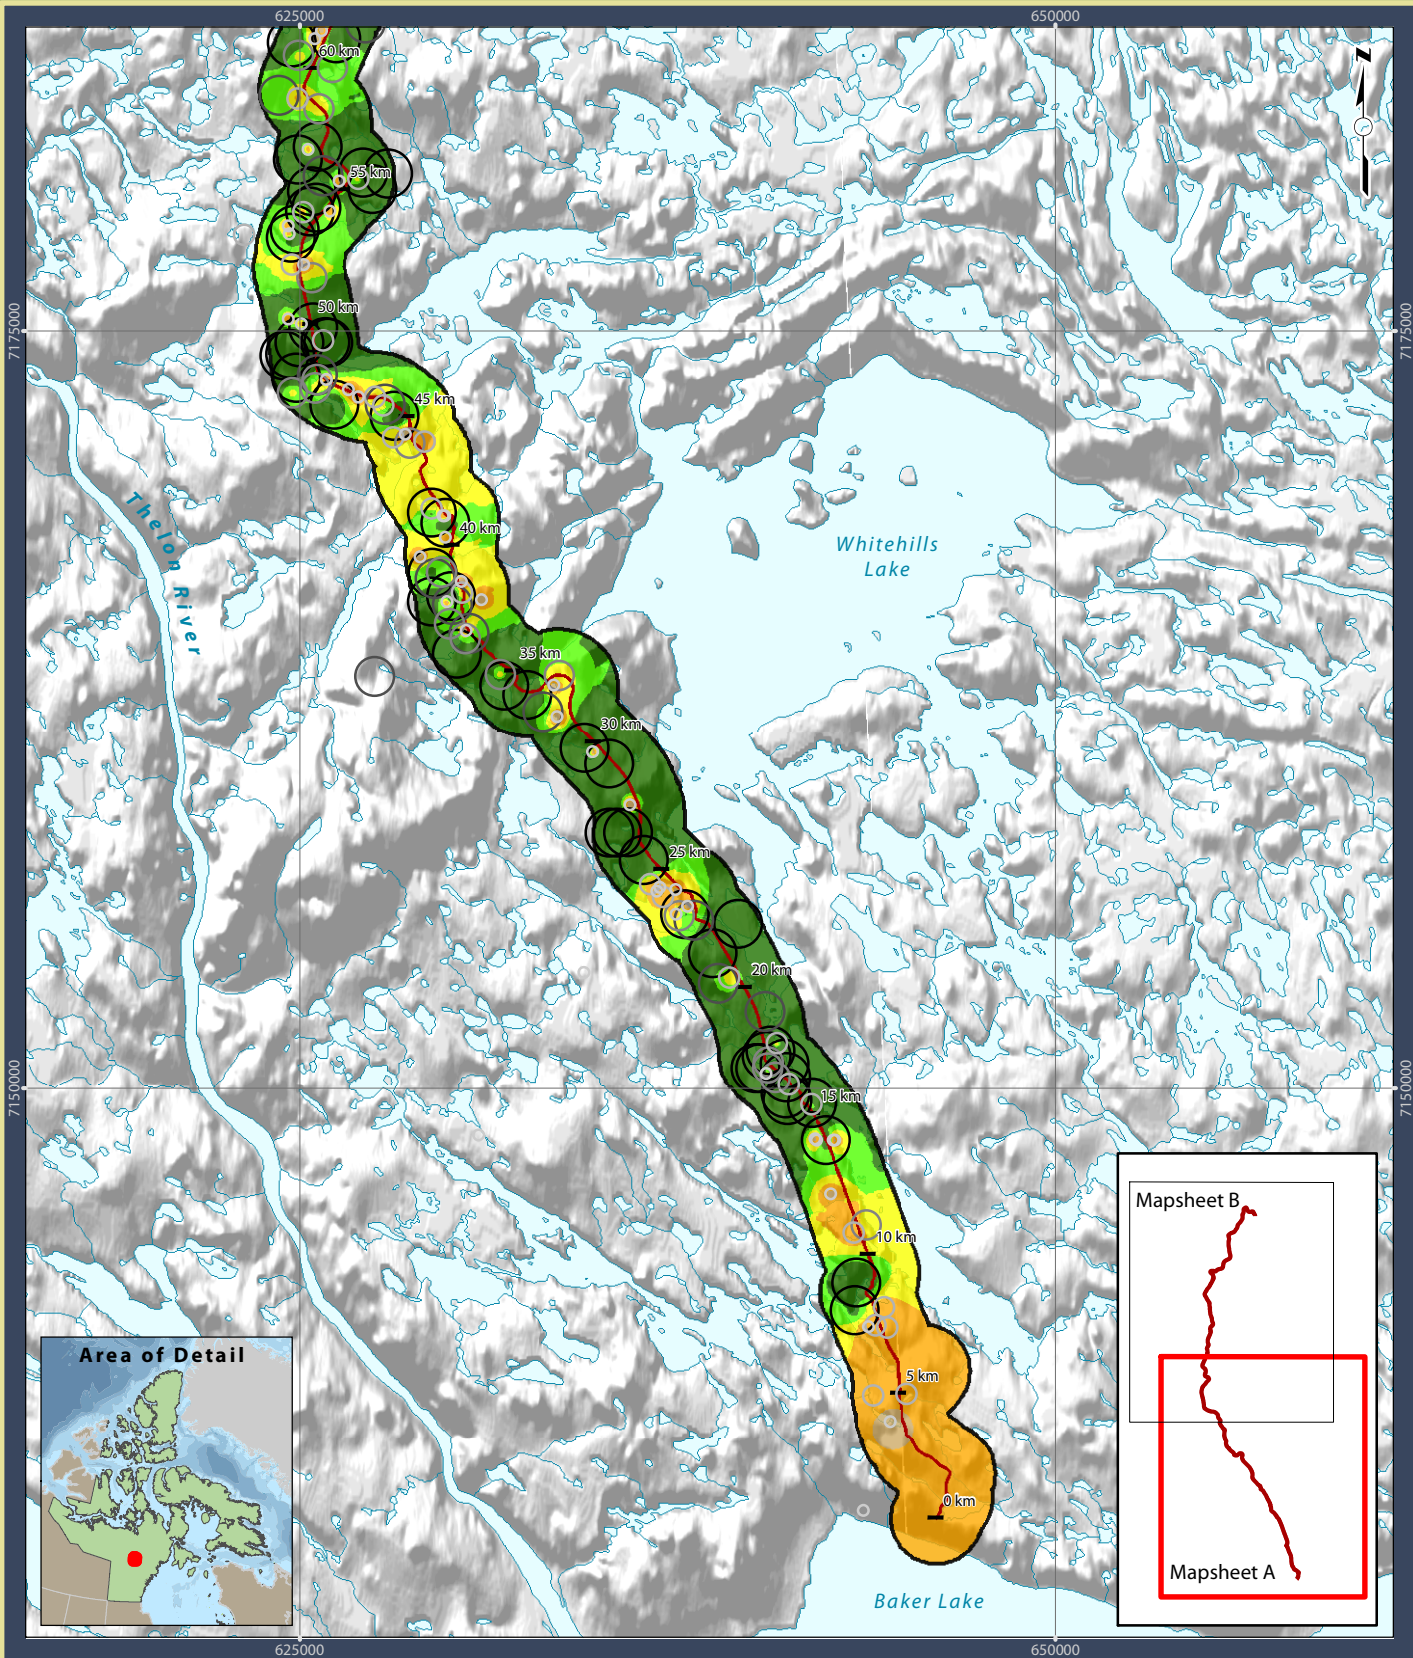 625000
650000
N
60 km
55 km
50 km
7175000
7175000
45 km
Thelon River
40 km
Whitehills
Lake
35 km
30 km
25 km
20 km
15 km
7150000
7150000
10 km
5 km
0 km
Baker Lake
Area of Detail
Mapsheet B
Mapsheet A
625000
650000